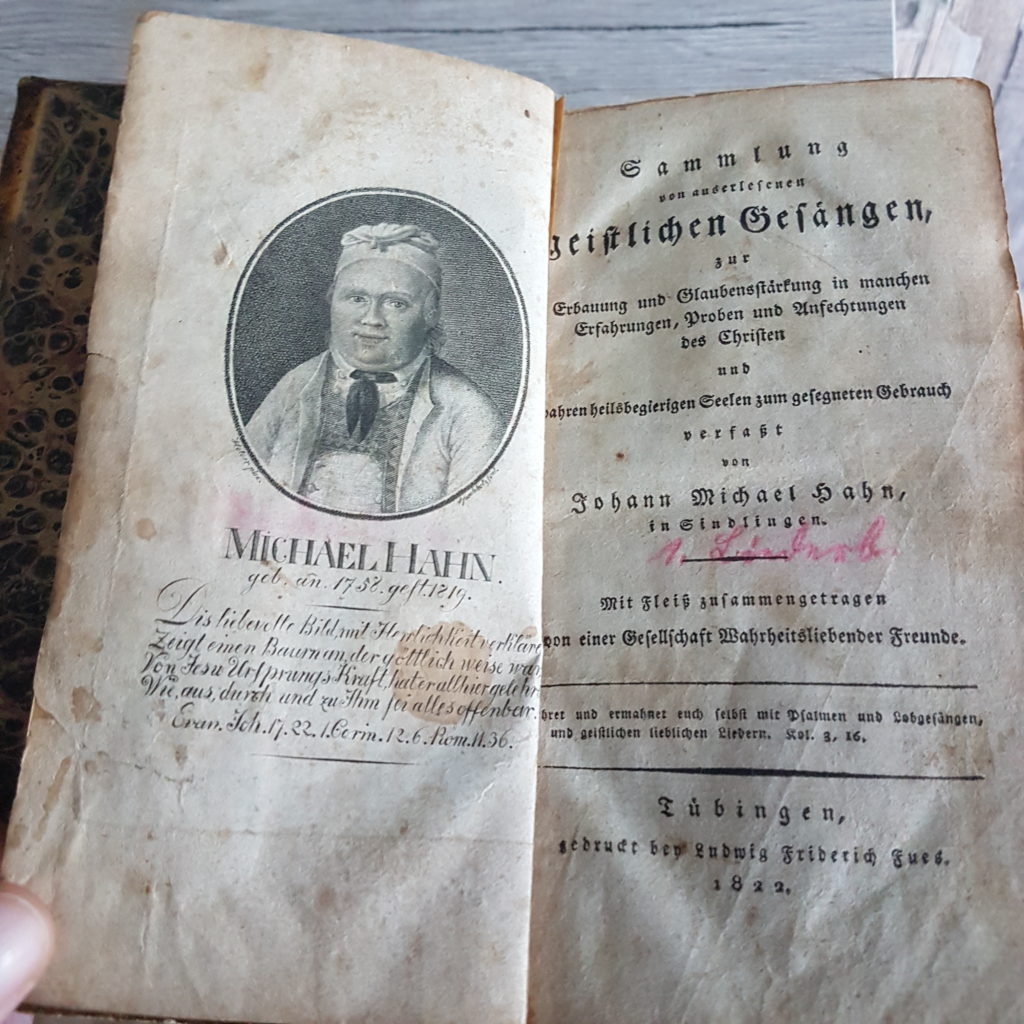 MICHAEL HAHN.
geb. an. 1758. gest. 1819.
Dis liebevolle Bild, mit Herrlichkeit verkläre
Zeigt einen Baurn an, der göttlich weise war
Von Jesu Ursprungs Kraft, hat er allhier gelehr
Wie, aus, durch und zu Ihm sei alles offenbar.
Evan. Joh. 17. 22. 1. Corin. 12. 6. Rom. 11. 36.
Sammlung
von auserlesenen
geistlichen Gesängen,
zur
Erbauung und Glaubensstärkung in manchen
Erfahrungen, Proben und Anfechtungen
des Christen
und
wahren heilsbegierigen Seelen zum gesegneten Gebrauch
verfaßt
von
Johann Michael Hahn,
in Sindlingen.
Mit Fleiß zusammengetragen
von einer Gesellschaft Wahrheitsliebender Freunde.
hret und ermahnet euch selbst mit Psalmen und Lobgesängen,
und geistlichen lieblichen Liedern. Kol. 3, 16.
Tübingen,
gedruckt bey Ludwig Friderich Fues.
1822.